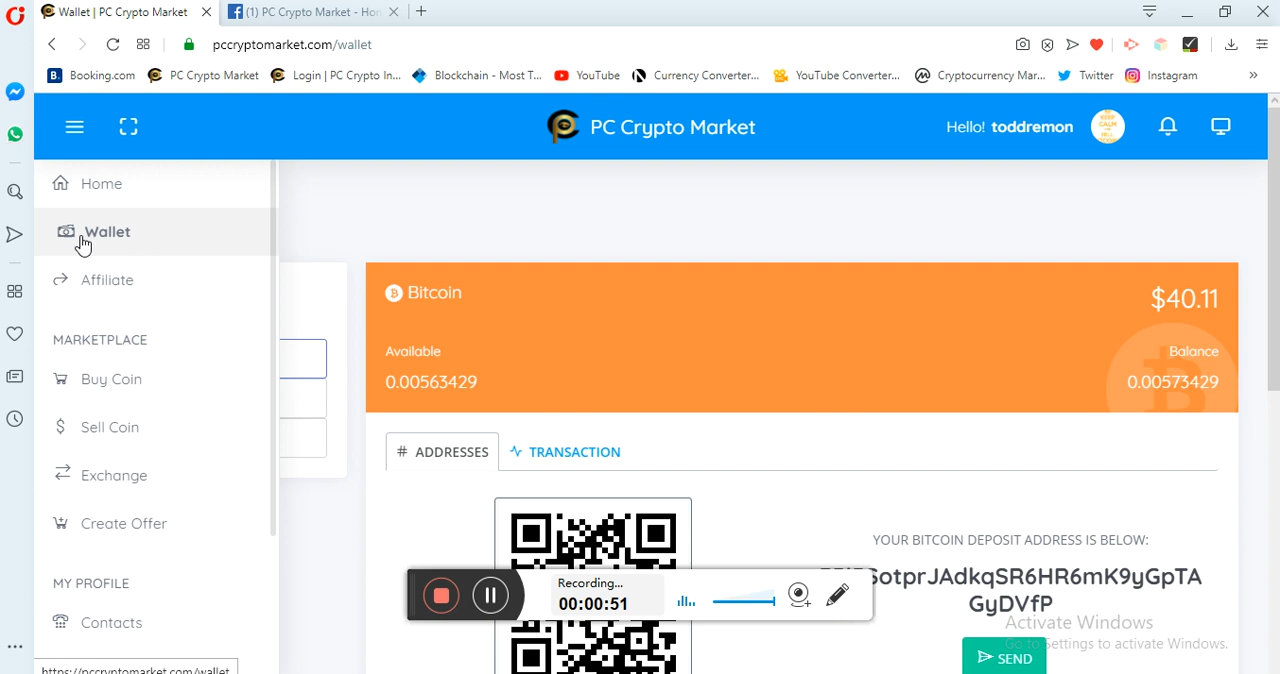 Wallet | PC Crypto Market
(1) PC Crypto Market - Hor
pccryptomarket.com/wallet
Booking.com
PC Crypto Market
Login | PC Crypto In...
Blockchain - Most T...
YouTube
Currency Converter...
YouTube Converter...
Cryptocurrency Mar...
Twitter
Instagram
PC Crypto Market
Hello! toddremon
Home
Wallet
Affiliate
MARKETPLACE
Buy Coin
Sell Coin
Exchange
Create Offer
MY PROFILE
Contacts
Bitcoin
$40.11
Available
Balance
0.00563429
0.00573429
# ADDRESSES
TRANSACTION
YOUR BITCOIN DEPOSIT ADDRESS IS BELOW:
SotprJAdkqSR6HR6mK9yGpTA
GyDVfP
SEND
Recording...
00:00:51
Activate Windows
Go to Settings to activate Windows.
https://pccryptomarket.com/wallet